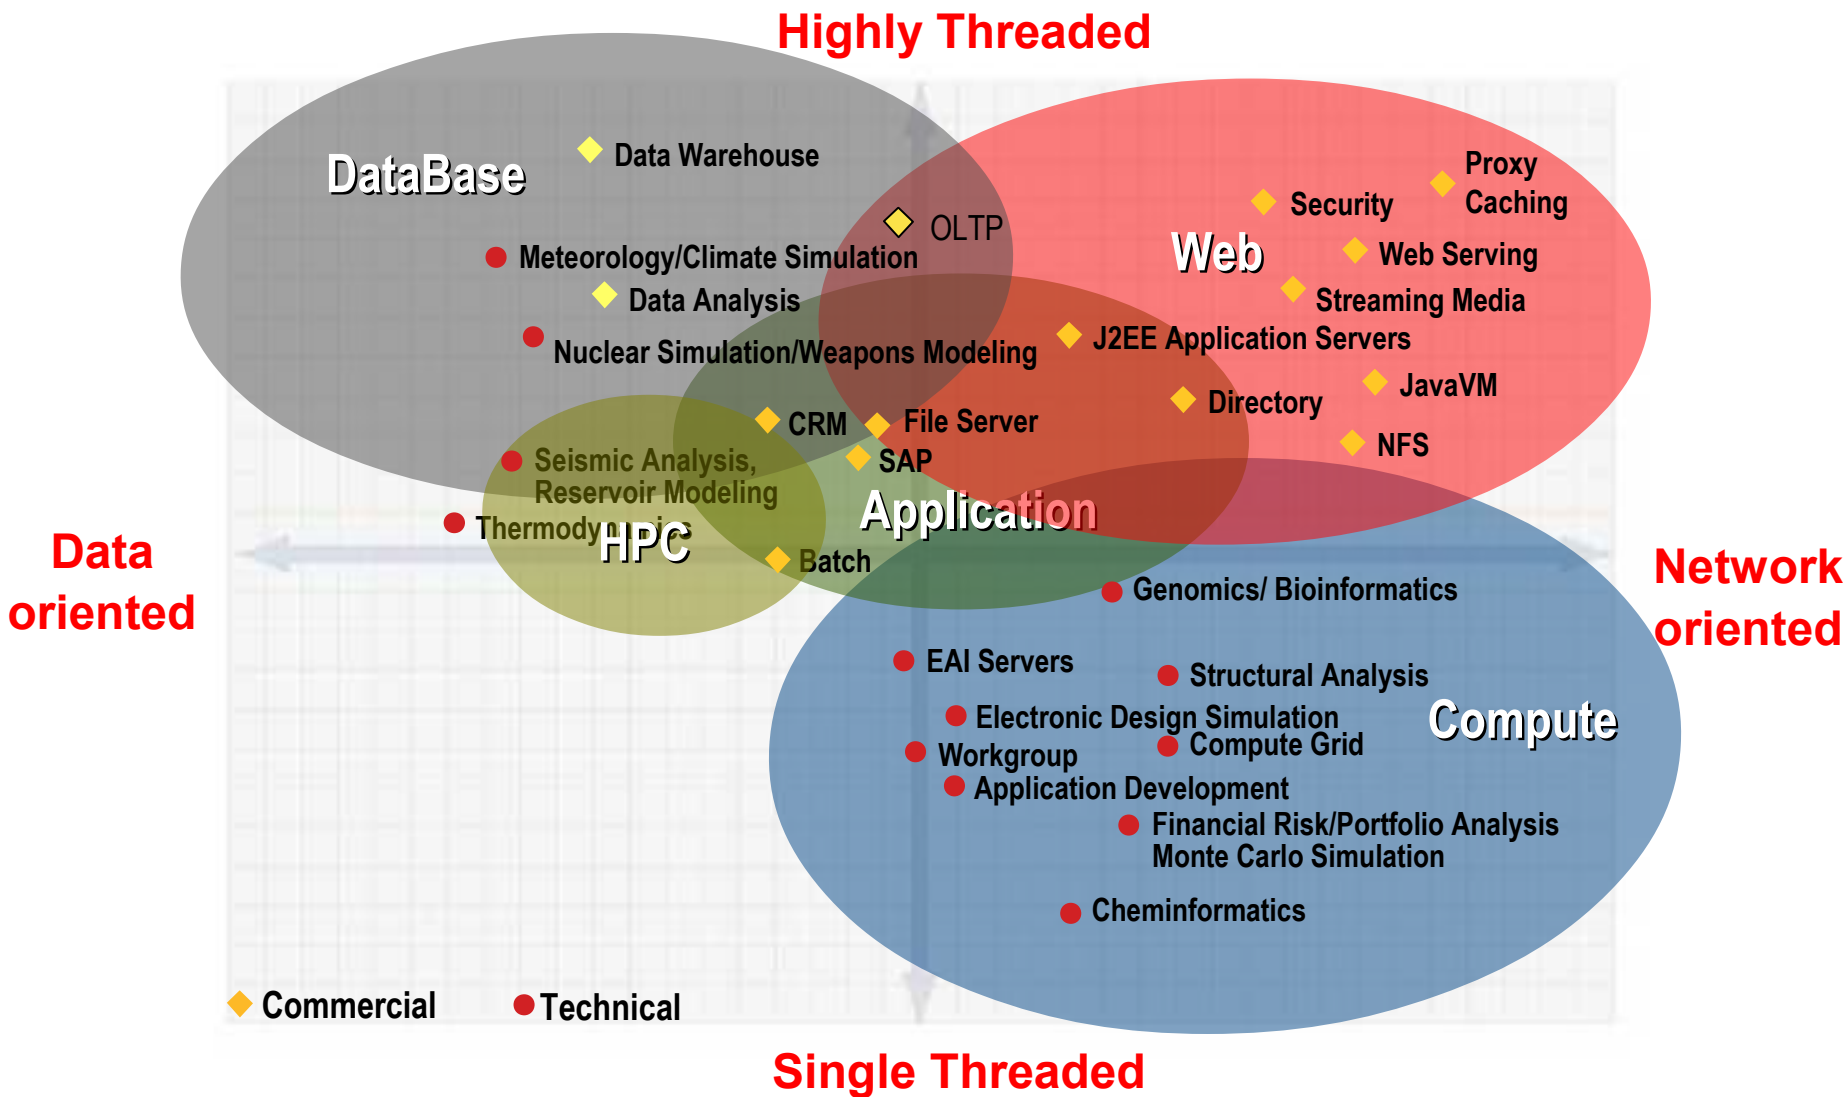 Highly Threaded
DataBase
Data Warehouse
OLTP
Meteorology/Climate Simulation
Data Analysis
Nuclear Simulation/Weapons Modeling
Proxy
Caching
Security
Web
Web Serving
Streaming Media
J2EE Application Servers
JavaVM
Directory
NFS
CRM
File Server
SAP
Application
Seismic Analysis,
Reservoir Modeling
Thermodynamics
HPC
Batch
Data
oriented
Network
oriented
Genomics/ Bioinformatics
EAI Servers
Structural Analysis
Electronic Design Simulation
Compute
Compute Grid
Workgroup
Application Development
Financial Risk/Portfolio Analysis
Monte Carlo Simulation
Cheminformatics
Commercial
Technical
Single Threaded